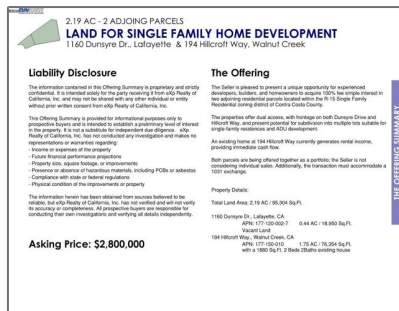 2.19 AC - 2 ADJOING PARCELS
LAND FOR SINGLE FAMILY HOME DEVELOPMENT
1160 Dunsyre Dr., Lafayette & 194 Hillcroft Way, Walnut Creek
Liability Disclosure
The information contained in this Offering Summary is proprietary and strictly
confidential. It is intended solely for the party receiving it from eXp Realty of
California, Inc. and may not be shared with any other individual or entity
without prior written consent from eXp Realty of California, Inc.
This Offering Summary is provided for informational purposes only to
prospective buyers and is intended to establish a preliminary level of interest
in the property. It is not a substitute for independent due diligence. eXp
Realty of California, Inc. has not conducted any investigation and makes no
representations or warranties regarding:
- Income or expenses of the property
- Future financial performance projections
- Property size, square footage, or improvements
- Presence or absence of hazardous materials, including PCBs or asbestos
- Compliance with state or federal regulations
- Physical condition of the improvements or property
The information herein has been obtained from sources believed to be
reliable, but eXp Realty of California, Inc. has not verified and will not verify
its accuracy or completeness. All prospective buyers are responsible for
conducting their own investigations and verifying all details independently.
Asking Price: $2,800,000
The Offering
The Seller is pleased to present a unique opportunity for experienced
developers, builders, and homeowners to acquire 100% fee simple interest in
two adjoining residential parcels located within the R-15 Single Family
Residential zoning district of Contra Costa County.
The properties offer dual access, with frontage on both Dunsyre Drive and
Hillcroft Way, and present potential for subdivision into multiple lots suitable for
single-family residences and ADU development.
An existing home at 194 Hillcroft Way currently generates rental income,
providing immediate cash flow.
Both parcels are being offered together as a portfolio; the Seller is not
considering individual sales. Additionally, the transaction must accommodate a
1031 exchange.
Property Details:
Total Land Area: 2.19 AC / 95,304 Sq.Ft.
1160 Dunsyre Dr., Lafayette, CA
APN: 177-120-002-7 0.44 AC / 18,950 Sq.Ft.
Vacant Land
194 Hillcroft Way., Walnut Creek, CA
APN: 177-150-010 1.75 AC / 76,354 Sq.Ft.
with a 1860 Sq.Ft. 2 Beds 2Baths existing house
THE OFFERING SUMMARY